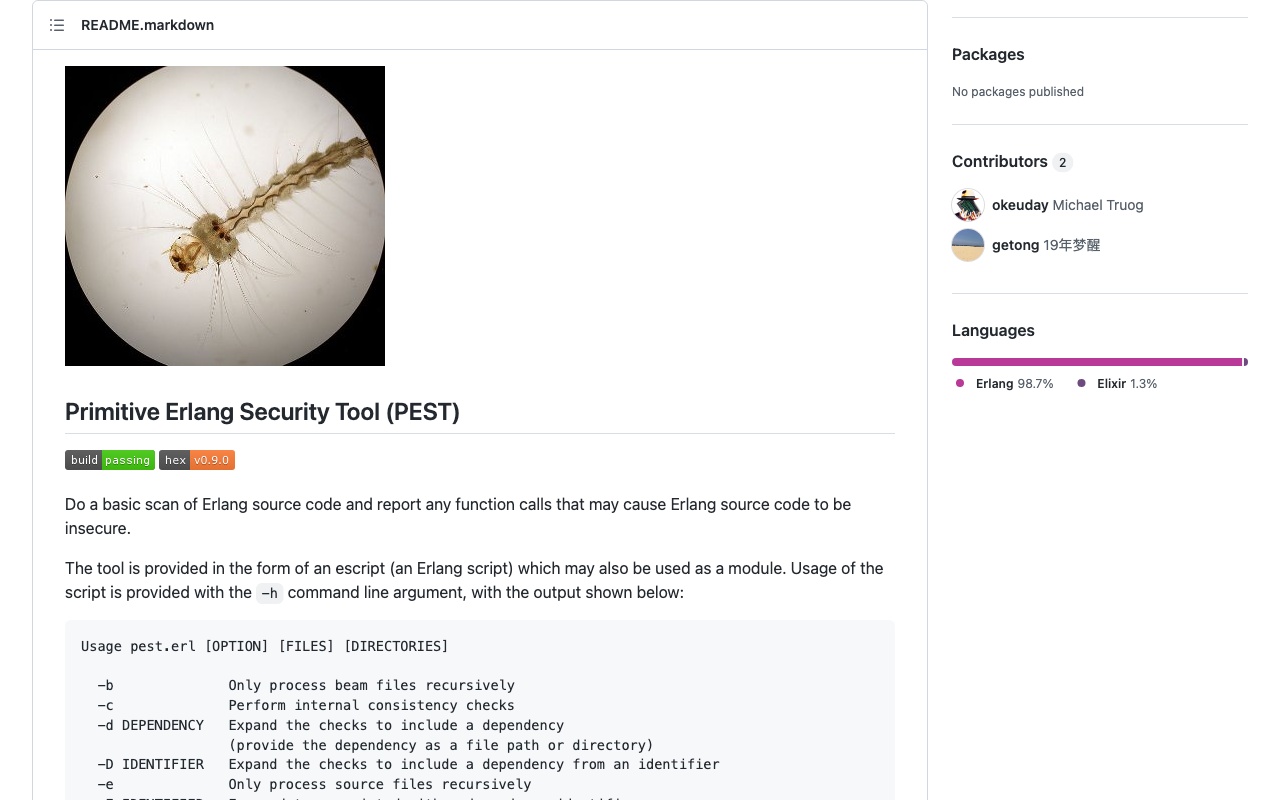 README.markdown
Primitive Erlang Security Tool (PEST)
build passing hex v0.9.0
Do a basic scan of Erlang source code and report any function calls that may cause Erlang source code to be
insecure.
The tool is provided in the form of an escript (an Erlang script) which may also be used as a module. Usage of the
script is provided with the -h command line argument, with the output shown below:
Usage pest.erl [OPTION] [FILES] [DIRECTORIES]
-b Only process beam files recursively
-c Perform internal consistency checks
-d DEPENDENCY Expand the checks to include a dependency
(provide the dependency as a file path or directory)
-D IDENTIFIER Expand the checks to include a dependency from an identifier
-e Only process source files recursively
Packages
No packages published
Contributors 2
okeuday Michael Truog
getong 19年梦醒
Languages
Erlang 98.7% Elixir 1.3%